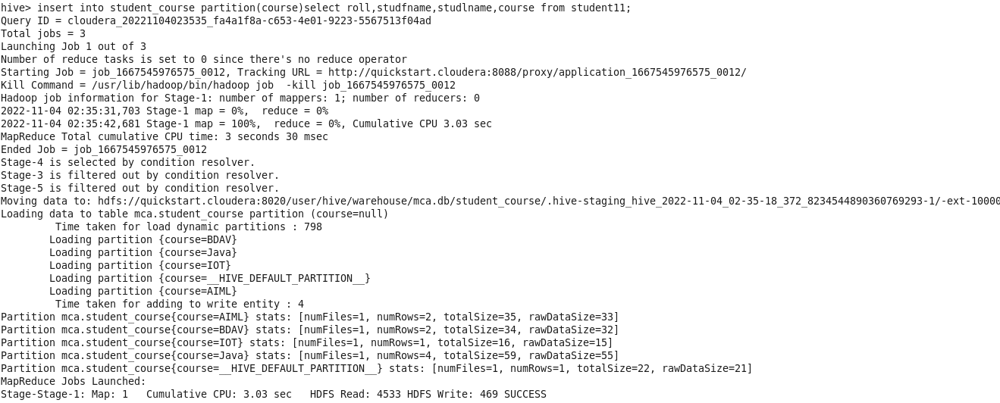 hive> insert into student_course partition(course)select roll,studfname,studlname,course from student11;
Query ID = cloudera_20221104023535_fa4a1f8a-c653-4e01-9223-5567513f04ad
Total jobs = 3
Launching Job 1 out of 3
Number of reduce tasks is set to 0 since there's no reduce operator
Starting Job = job_1667545976575_0012, Tracking URL = http://quickstart.cloudera:8088/proxy/application_1667545976575_0012/
Kill Command = /usr/lib/hadoop/bin/hadoop job  -kill job_1667545976575_0012
Hadoop job information for Stage-1: number of mappers: 1; number of reducers: 0
2022-11-04 02:35:31,703 Stage-1 map = 0%,  reduce = 0%
2022-11-04 02:35:42,681 Stage-1 map = 100%,  reduce = 0%, Cumulative CPU 3.03 sec
MapReduce Total cumulative CPU time: 3 seconds 30 msec
Ended Job = job_1667545976575_0012
Stage-4 is selected by condition resolver.
Stage-3 is filtered out by condition resolver.
Stage-5 is filtered out by condition resolver.
Moving data to: hdfs://quickstart.cloudera:8020/user/hive/warehouse/mca.db/student_course/.hive-staging_hive_2022-11-04_02-35-18_372_8234544890360769293-1/-ext-10000
Loading data to table mca.student_course partition (course=null)
         Time taken for load dynamic partitions : 798
        Loading partition {course=BDAV}
        Loading partition {course=Java}
        Loading partition {course=IOT}
        Loading partition {course=__HIVE_DEFAULT_PARTITION__}
        Loading partition {course=AIML}
         Time taken for adding to write entity : 4
Partition mca.student_course{course=AIML} stats: [numFiles=1, numRows=2, totalSize=35, rawDataSize=33]
Partition mca.student_course{course=BDAV} stats: [numFiles=1, numRows=2, totalSize=34, rawDataSize=32]
Partition mca.student_course{course=IOT} stats: [numFiles=1, numRows=1, totalSize=16, rawDataSize=15]
Partition mca.student_course{course=Java} stats: [numFiles=1, numRows=4, totalSize=59, rawDataSize=55]
Partition mca.student_course{course=__HIVE_DEFAULT_PARTITION__} stats: [numFiles=1, numRows=1, totalSize=22, rawDataSize=21]
MapReduce Jobs Launched:
Stage-Stage-1: Map: 1   Cumulative CPU: 3.03 sec   HDFS Read: 4533 HDFS Write: 469 SUCCESS